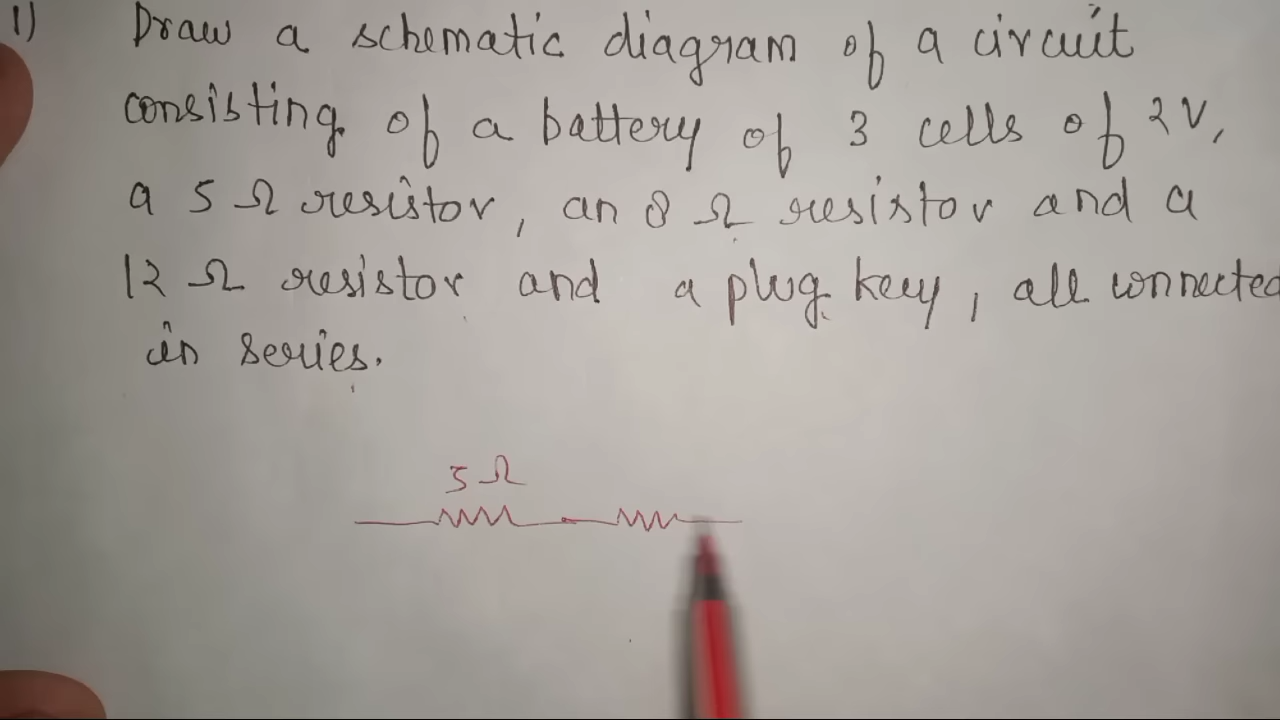 1) Draw a schematic diagram of a circuit
consisting of a battery of 3 cells of 2V,
a 5 Ω resistor, an 8 Ω resistor and a
12 Ω resistor and a plug key, all connected
in series.
5 Ω